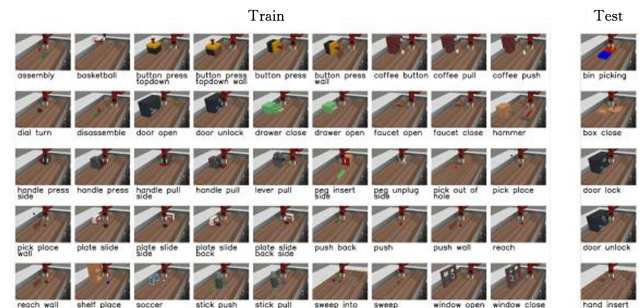 Train
Test
assembly
basketball
button press topdown
button press topdown wall
button press
button press wall
coffee button
coffee pull
coffee push
bin picking
dial turn
disassemble
door open
door unlock
drawer close
drawer open
faucet open
faucet close
hammer
box close
handle press side
handle press
handle pull side
handle pull
lever pull
peg insert side
peg unplug side
pick out of hole
pick place
door lock
pick place wall
plate slide
plate slide side
plate slide back
plate slide back side
push back
push
push wall
reach
door unlock
reach wall
shelf place
soccer
stick push
stick pull
sweep into
sweep
window open
window close
hand insert